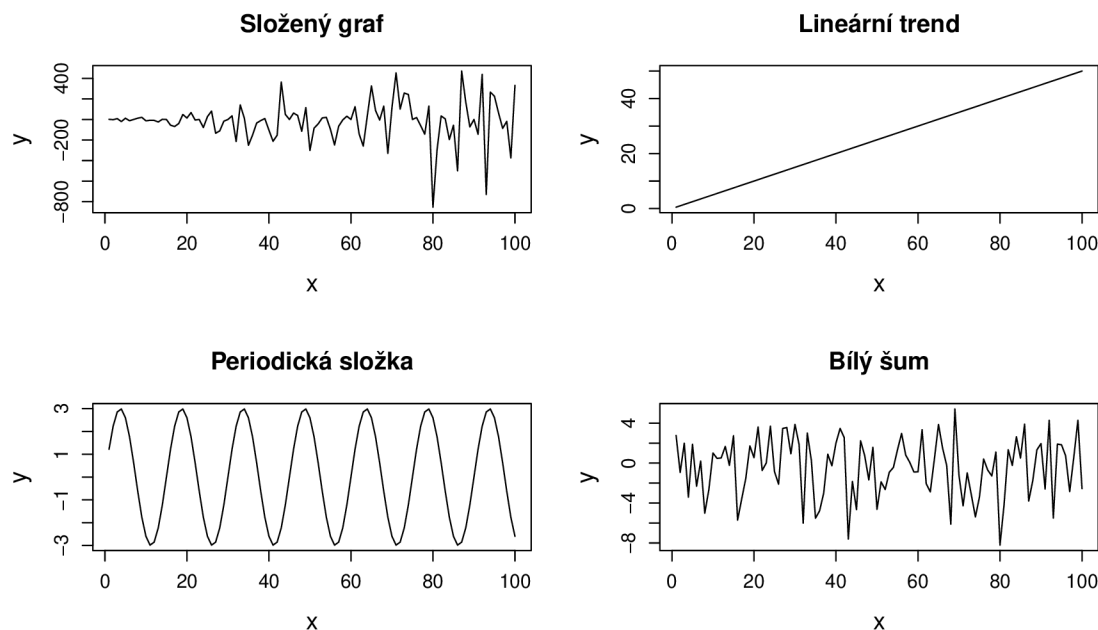 Složený graf
400
−200
−800
y
0 20 40 60 80 100
x
Lineární trend
40
20
0
y
0 20 40 60 80 100
x
Periodická složka
3
1
−1
−3
y
0 20 40 60 80 100
x
Bílý šum
4
0
−4
−8
y
0 20 40 60 80 100
x